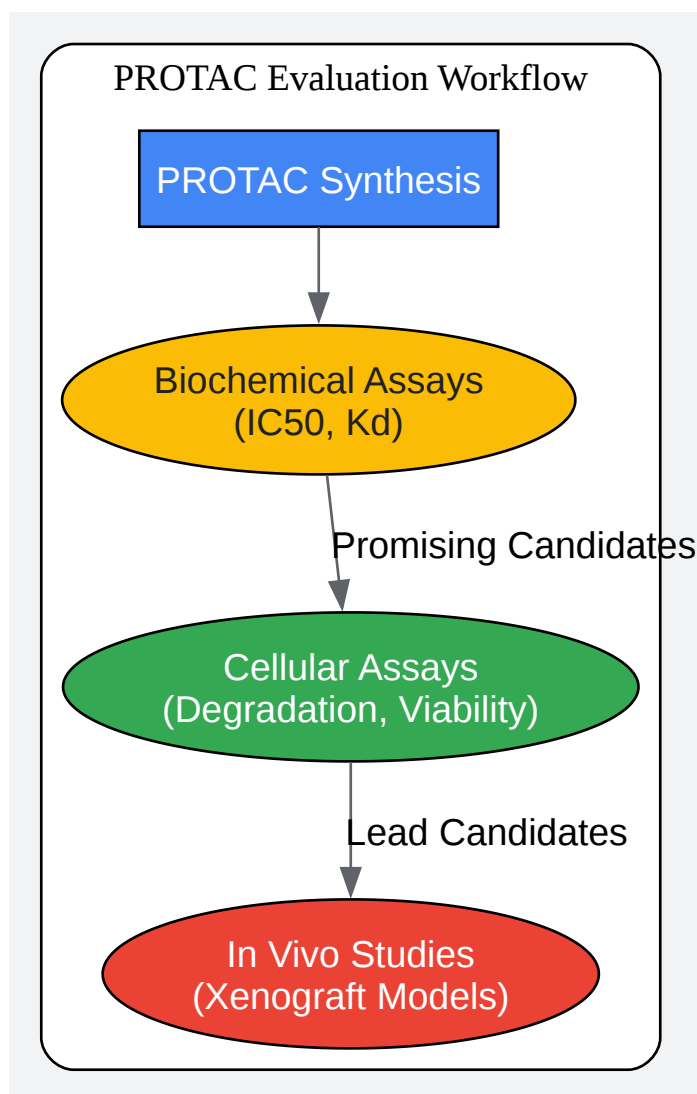 PROTAC Evaluation Workflow
PROTAC Synthesis
Biochemical Assays
(IC50, Kd)
Promising Candidates
Cellular Assays
(Degradation, Viability)
Lead Candidates
In Vivo Studies
(Xenograft Models)